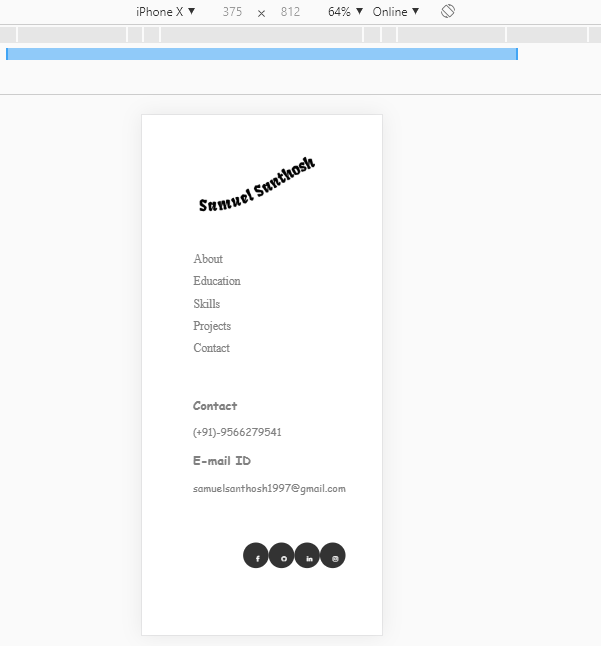 iPhone X ▼ 375 × 812 64% ▼ Online ▼
Samuel Santhosh
About
Education
Skills
Projects
Contact
Contact
(+91)-9566279541
E-mail ID
samuelsanthosh1997@gmail.com